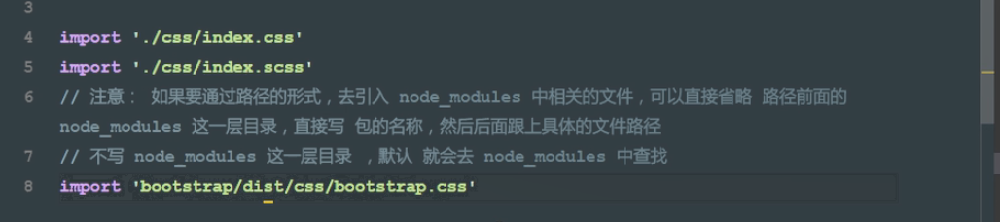 3
4 import './css/index.css'
5 import './css/index.scss'
6 // 注意： 如果要通过路径的形式，去引入 node_modules 中相关的文件，可以直接省略 路径前面的
node_modules 这一层目录，直接写 包的名称，然后后面跟上具体的文件路径
7 // 不写 node_modules 这一层目录 ，默认 就会去 node_modules 中查找
8 import 'bootstrap/dist/css/bootstrap.css'